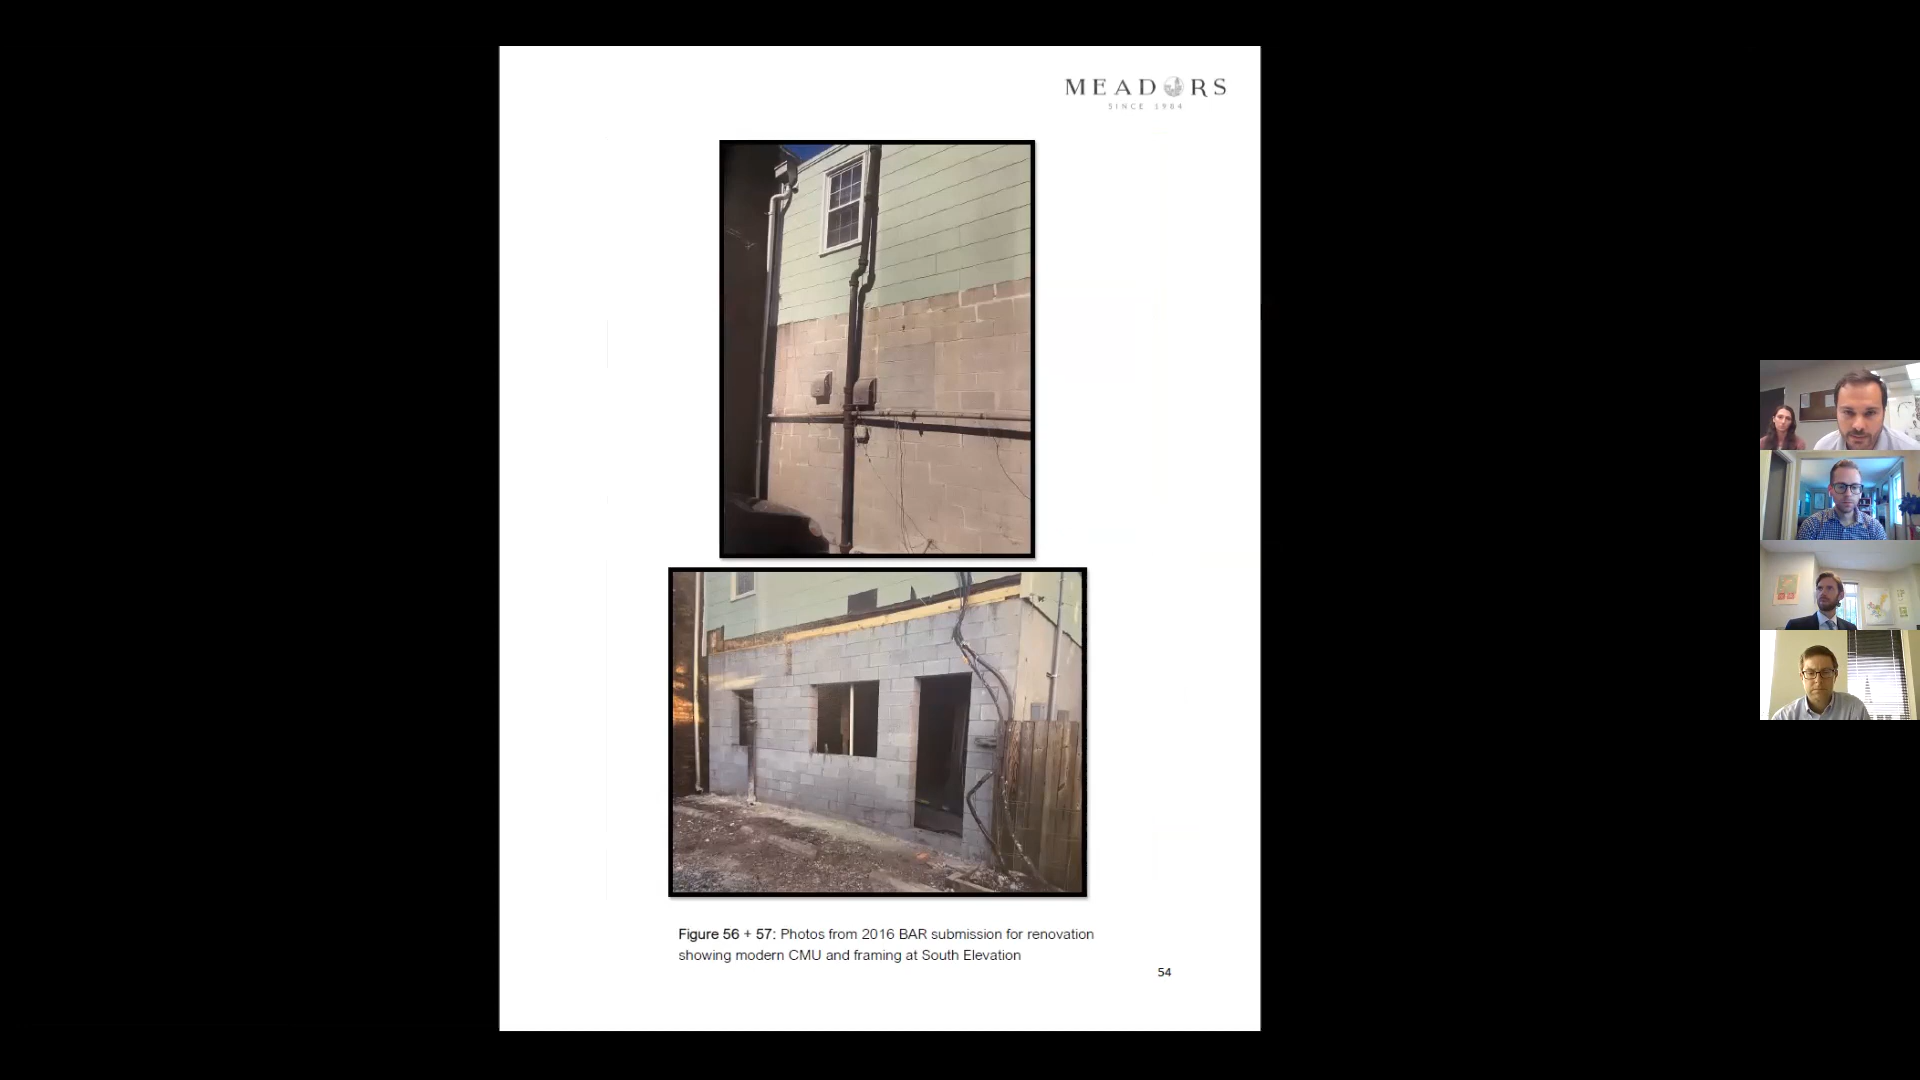 MEADORS
SINCE 1904
Figure 56 + 57: Photos from 2016 BAR submission for renovation
showing modern CMU and framing at South Elevation
54